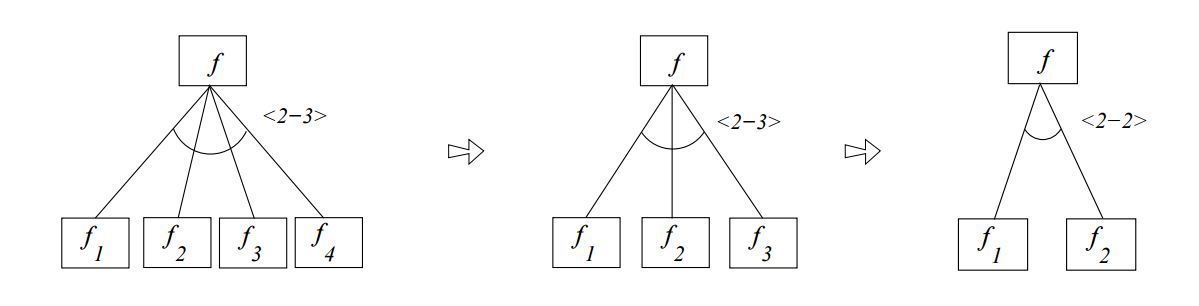 f f f
<2−3> <2−3> <2−2>
f1 f2 f3 f4 f1 f2 f3 f1 f2